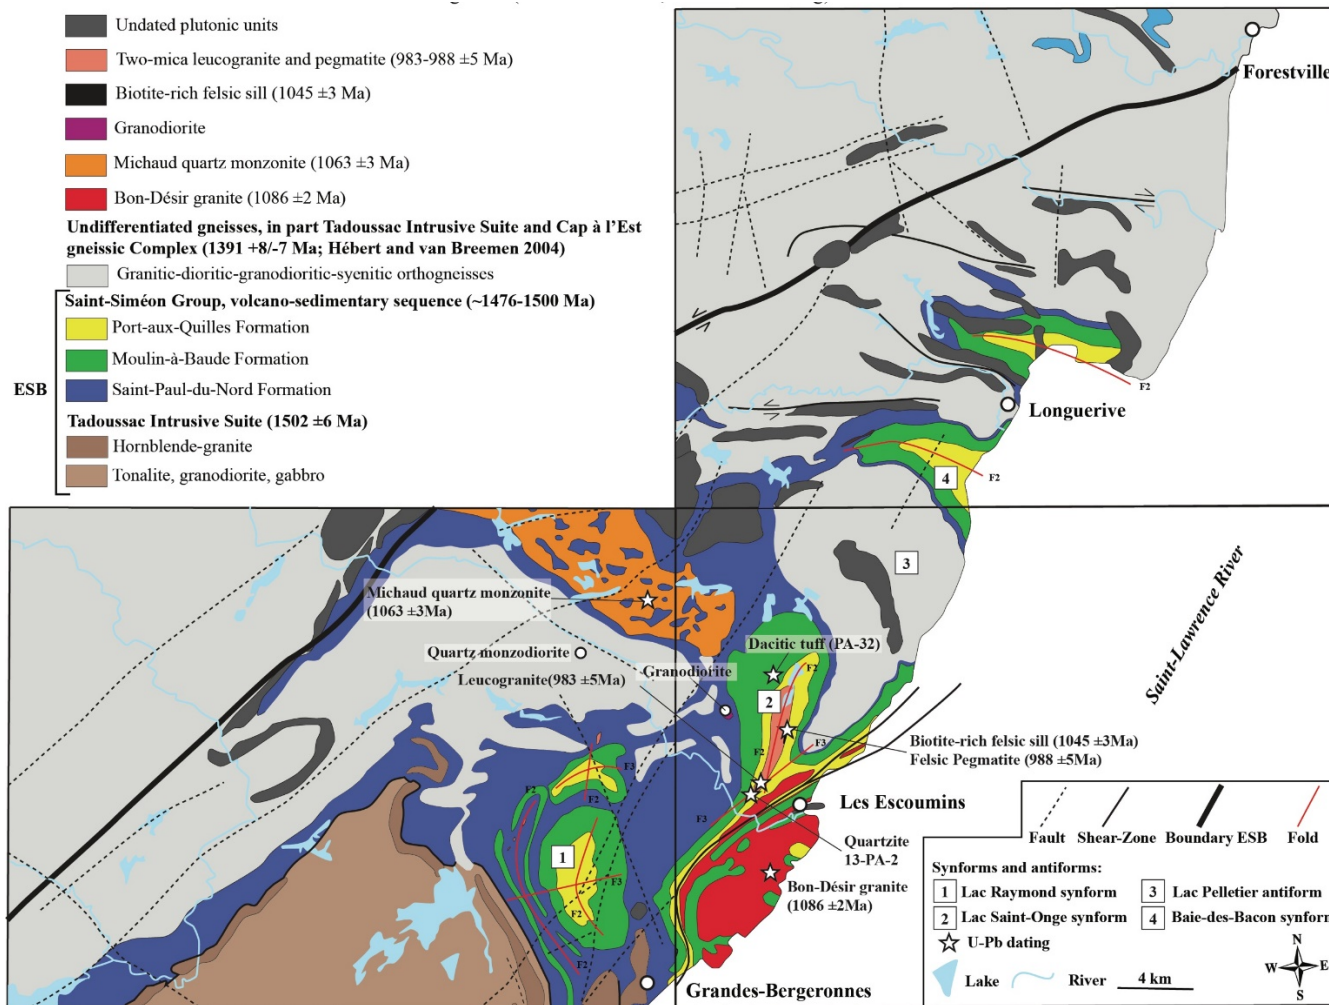 Undated plutonic units
Two-mica leucogranite and pegmatite (983-988 ±5 Ma)
Biotite-rich felsic sill (1045 ±3 Ma)
Granodiorite
Michaud quartz monzonite (1063 ±3 Ma)
Bon-Désir granite (1086 ±2 Ma)
Undifferentiated gneisses, in part Tadoussac Intrusive Suite and Cap à l'Est
gneissic Complex (1391 +8/-7 Ma; Hébert and van Breemen 2004)
Granitic-dioritic-granodioritic-syenitic orthogneisses
Saint-Siméon Group, volcano-sedimentary sequence (~1476-1500 Ma)
Port-aux-Quilles Formation
Moulin-à-Baude Formation
ESB
Saint-Paul-du-Nord Formation
Tadoussac Intrusive Suite (1502 ±6 Ma)
Hornblende-granite
Tonalite, granodiorite, gabbro
Forestville
F2
Longuerive
4
F2
3
Michaud quartz monzonite
(1063 ±3Ma)
Dacitic tuff (PA-32)
Quartz monzodiorite
Granodiorite
Leucogranite(983 ±5Ma)
F2
2
F2
F3
Biotite-rich felsic sill (1045 ±3Ma)
Felsic Pegmatite (988 ±5Ma)
F3
F2
F2
F3
Les Escoumins
Quartzite
13-PA-2
1
F3
F2
Bon-Désir granite
(1086 ±2Ma)
F2
Grandes-Bergeronnes
Saint-Lawrence River
Fault Shear-Zone Boundary ESB Fold
Synforms and antiforms:
1 Lac Raymond synform
3 Lac Pelletier antiform
2 Lac Saint-Onge synform
4 Baie-des-Bacon synform
U-Pb dating
Lake River 4 km
N
W E
S